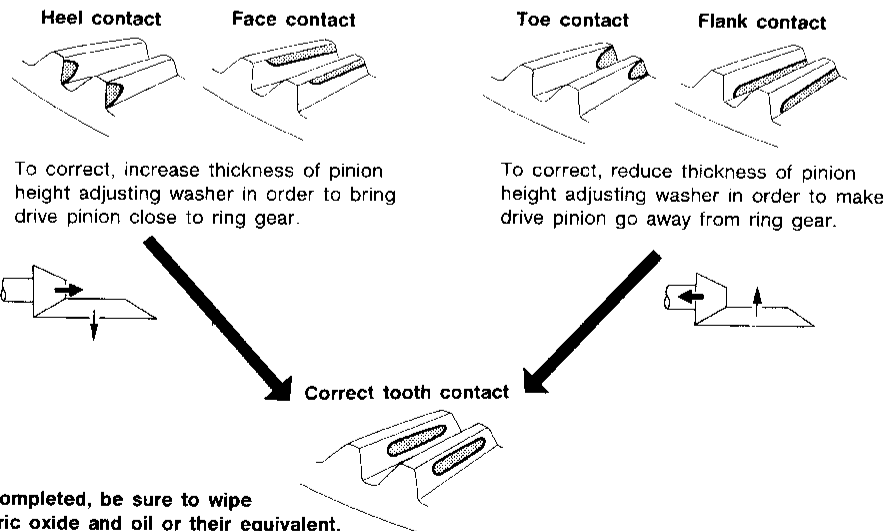 Heel contact
Face contact
To correct, increase thickness of pinion
height adjusting washer in order to bring
drive pinion close to ring gear.
Toe contact
Flank contact
To correct, reduce thickness of pinion
height adjusting washer in order to make
drive pinion go away from ring gear.
Correct tooth contact
ompleted, be sure to wipe
ric oxide and oil or their equivalent.